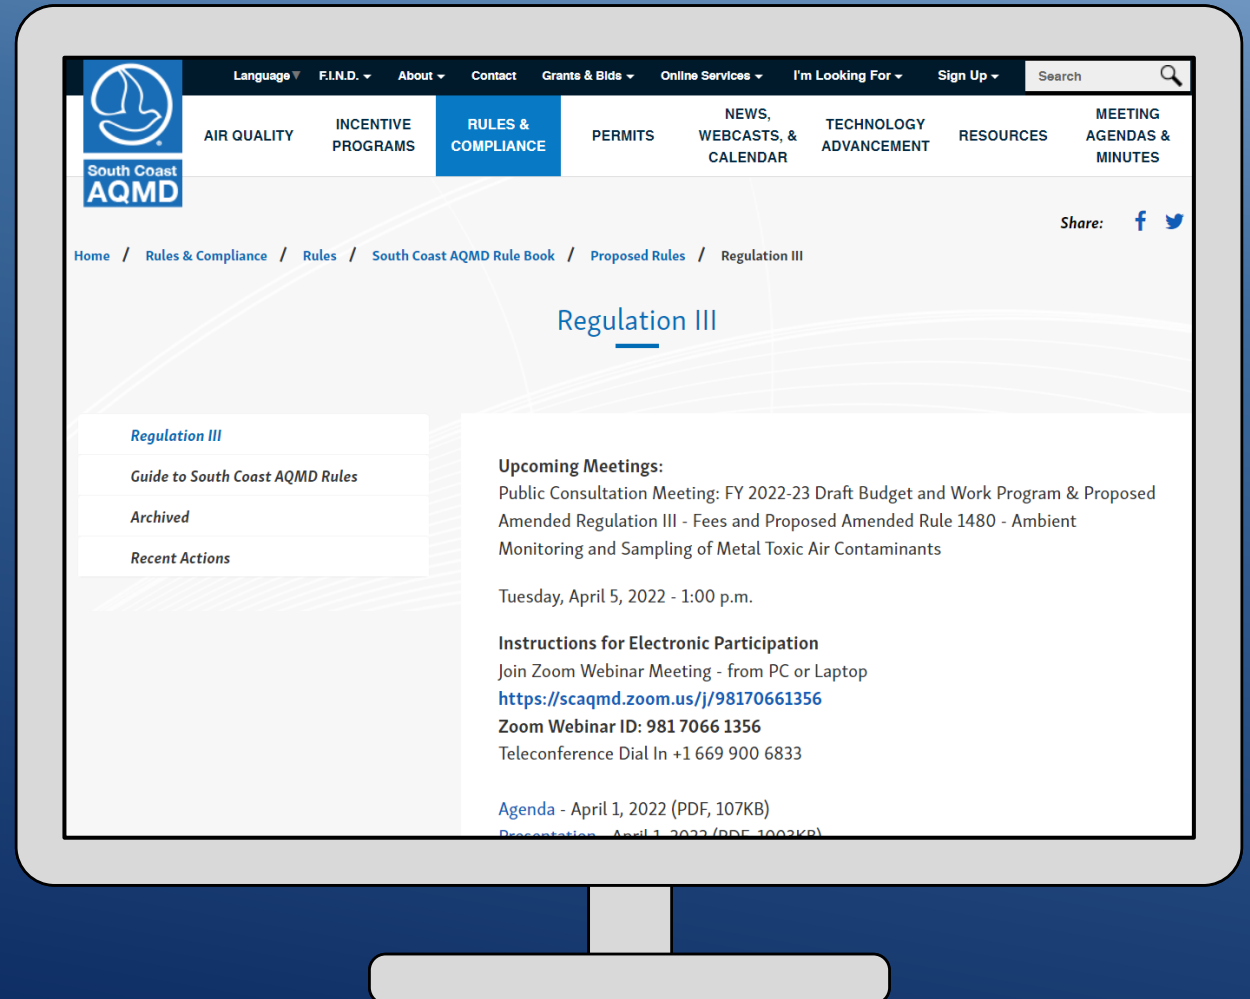 Language▼ F.I.N.D. About Contact Grants & Bids Online Services I'm Looking For Sign Up Search
South Coast
AQMD
AIR QUALITY
INCENTIVE
PROGRAMS
RULES &
COMPLIANCE
PERMITS
NEWS,
WEBCASTS, &
CALENDAR
TECHNOLOGY
ADVANCEMENT
RESOURCES
MEETING
AGENDAS &
MINUTES
Share:
Home / Rules & Compliance / Rules / South Coast AQMD Rule Book / Proposed Rules / Regulation III
Regulation III
Regulation III
Guide to South Coast AQMD Rules
Archived
Recent Actions
Upcoming Meetings:
Public Consultation Meeting: FY 2022-23 Draft Budget and Work Program & Proposed
Amended Regulation III - Fees and Proposed Amended Rule 1480 - Ambient
Monitoring and Sampling of Metal Toxic Air Contaminants
Tuesday, April 5, 2022 - 1:00 p.m.
Instructions for Electronic Participation
Join Zoom Webinar Meeting - from PC or Laptop
https://scaqmd.zoom.us/j/98170661356
Zoom Webinar ID: 981 7066 1356
Teleconference Dial In +1 669 900 6833
Agenda - April 1, 2022 (PDF, 107KB)
Presentation - April 1, 2022 (PDF, 1003KB)